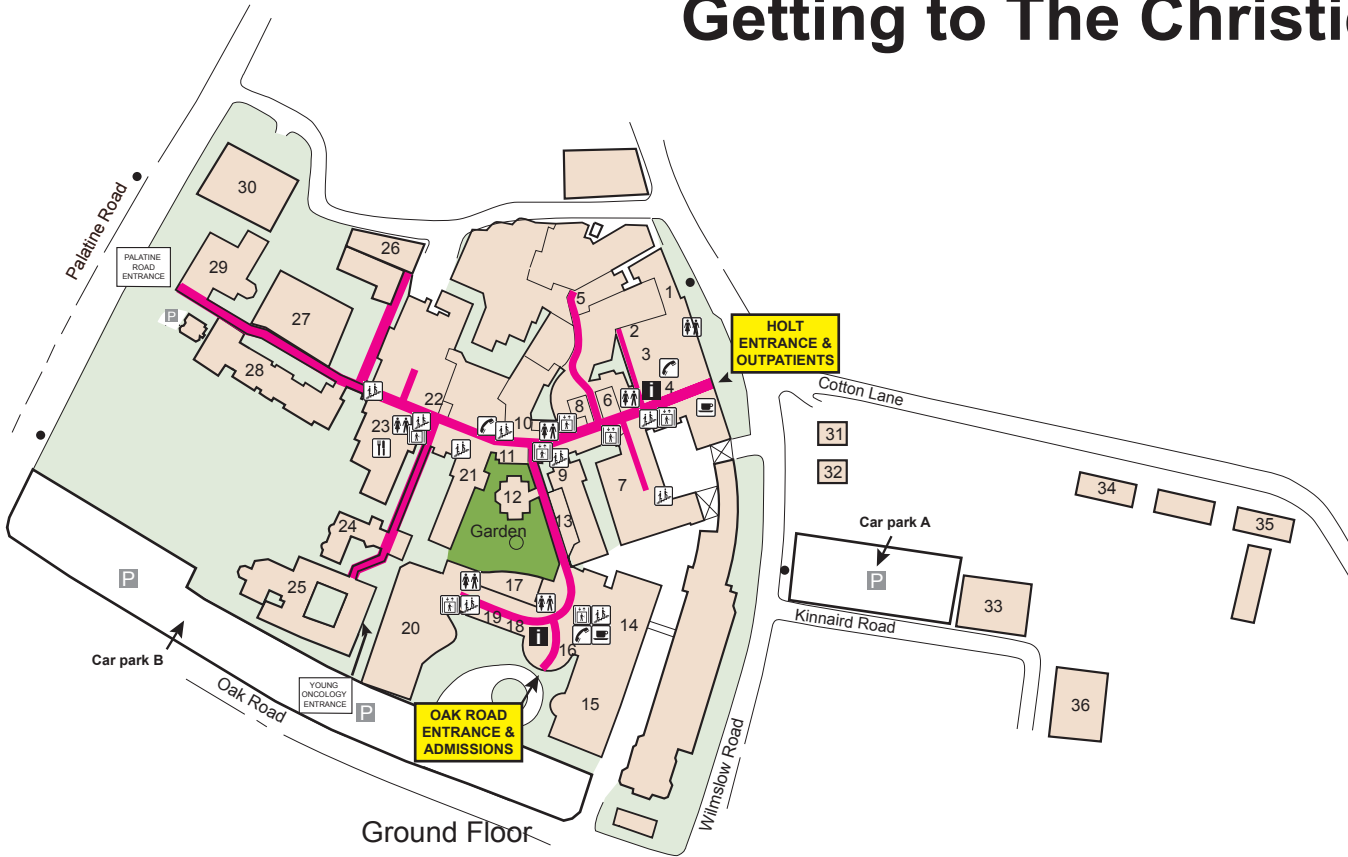 Getting to The Christie
Palatine Road
30
PALATINE
ROAD
ENTRANCE
29
26
P
27
28
5
1
2
3
HOLT
ENTRANCE &
OUTPATIENTS
i
4
Cotton Lane
22
8
6
23
10
11
9
31
32
21
12
7
34
35
Garden
13
24
Car park A
P
P
25
17
33
20
19
18
i
16
14
Kinnaird Road
Car park B
YOUNG
ONCOLOGY
ENTRANCE
P
Oak Road
OAK ROAD
ENTRANCE &
ADMISSIONS
15
36
Wilmslow Road
Ground Floor